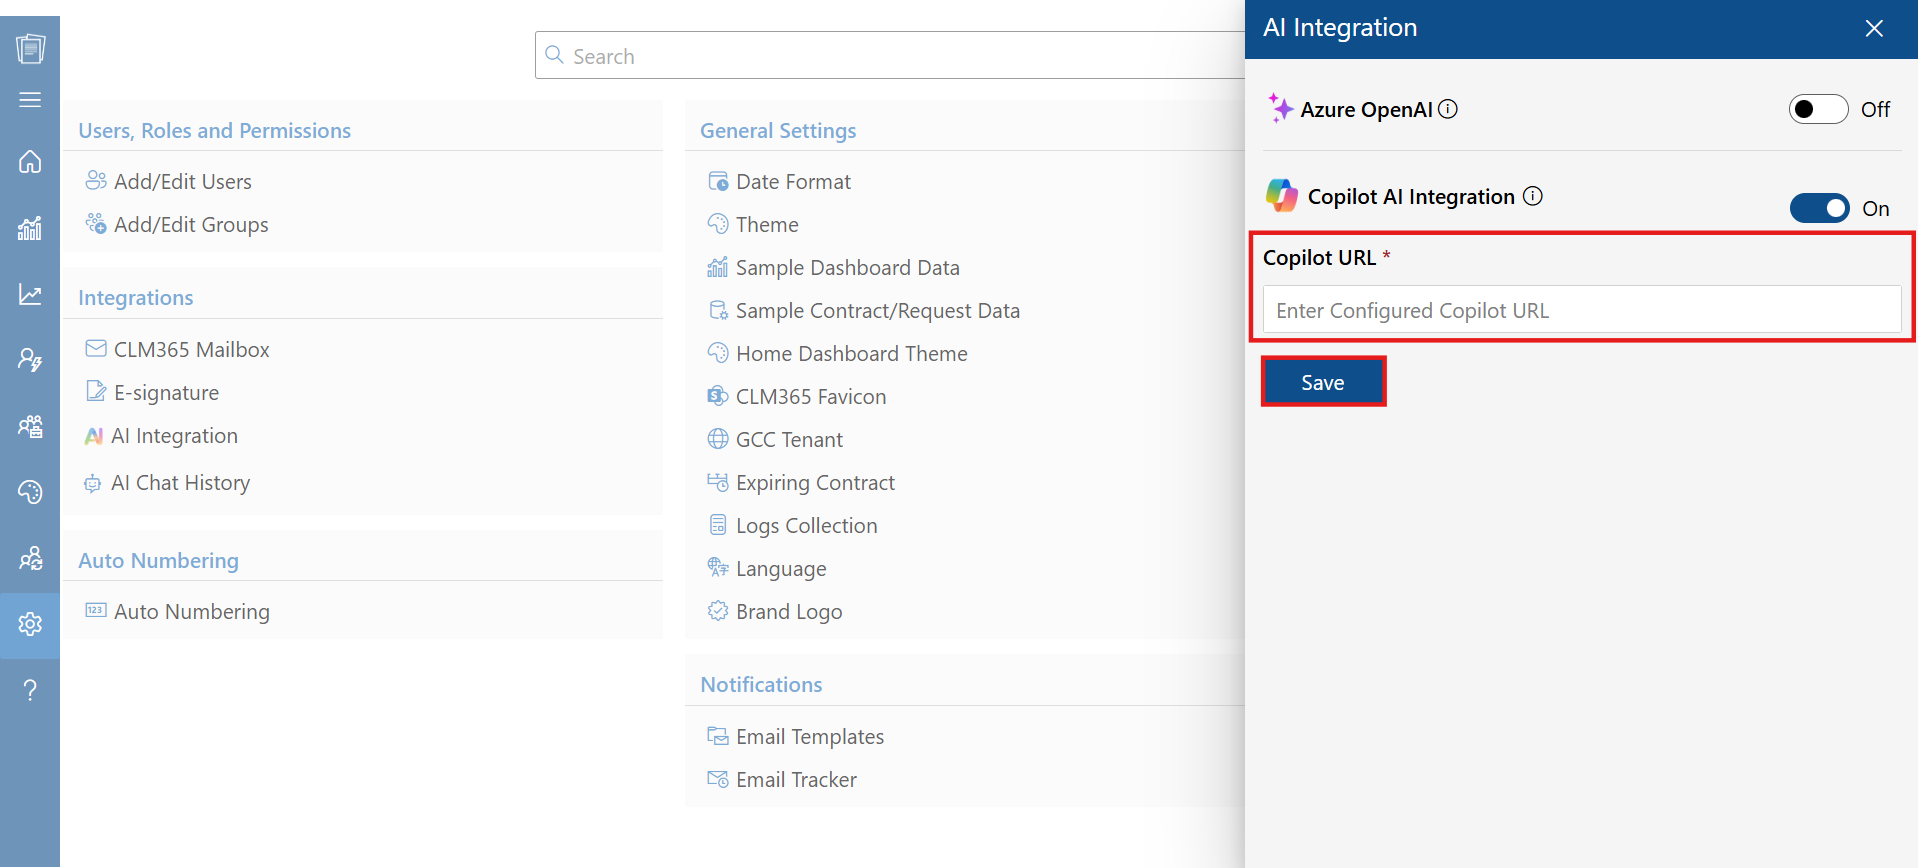 Search
Users, Roles and Permissions
Add/Edit Users
Add/Edit Groups
Integrations
CLM365 Mailbox
E-signature
AI Integration
AI Chat History
Auto Numbering
123 Auto Numbering
General Settings
Date Format
Theme
Sample Dashboard Data
Sample Contract/Request Data
Home Dashboard Theme
CLM365 Favicon
GCC Tenant
Expiring Contract
Logs Collection
Language
Brand Logo
Notifications
Email Templates
Email Tracker
AI Integration
Azure OpenAI Off
Copilot AI Integration On
Copilot URL *
Enter Configured Copilot URL
Save